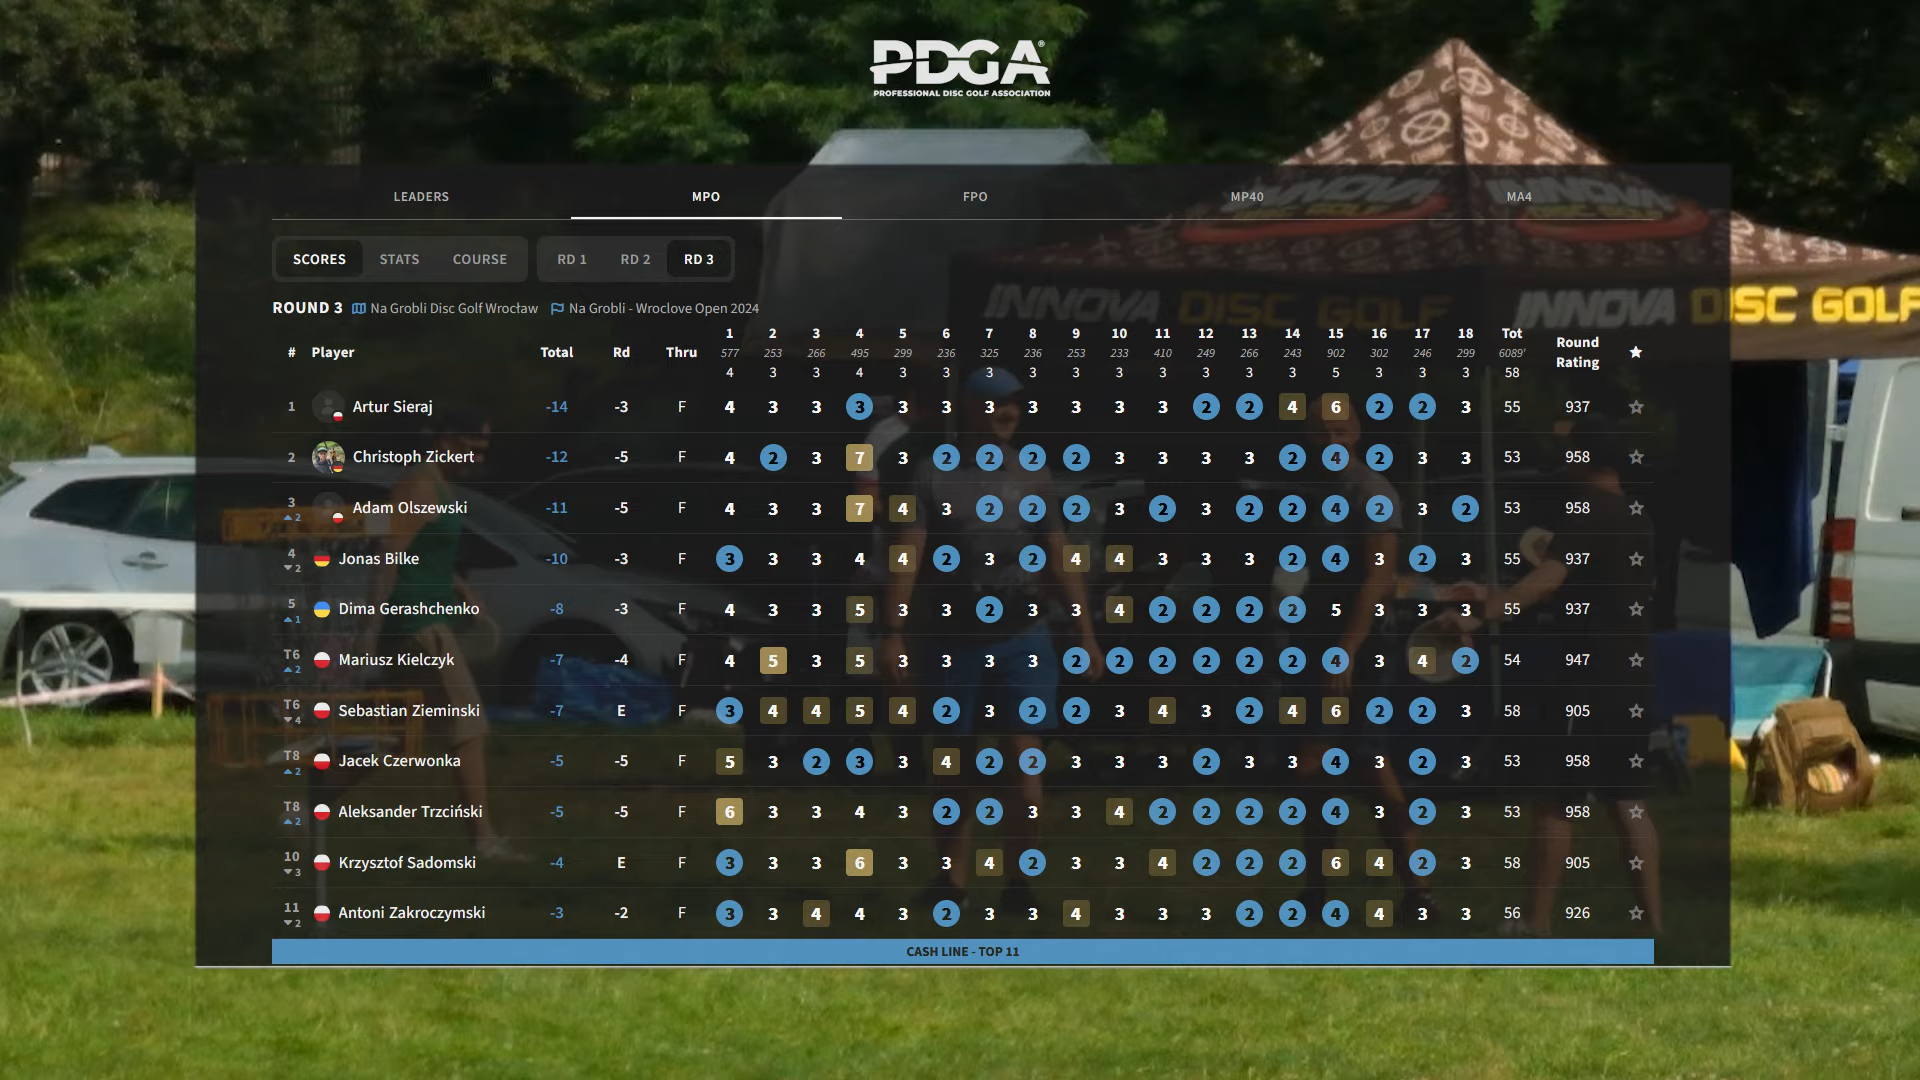 PDGA®
PROFESSIONAL DISC GOLF ASSOCIATION
LEADERS MPO FPO MP40 MA4
SCORES STATS COURSE RD 1 RD 2 RD 3
ROUND 3 Na Grobli Disc Golf Wrocław Na Grobli - Wroclove Open 2024
INNOVA DISC GOLF INNOVA DISC GOLF
# Player Total Rd Thru 1 2 3 4 5 6 7 8 9 10 11 12 13 14 15 16 17 18 Tot Round Rating
577 253 266 495 299 236 325 236 253 233 410 249 266 243 902 302 246 299 6089'
4 3 3 4 3 3 3 3 3 3 3 3 3 3 5 3 3 3 58
1 Artur Sieraj -14 -3 F 4 3 3 3 3 3 3 3 3 3 3 2 2 4 6 2 2 3 55 937
2 Christoph Zickert -12 -5 F 4 2 3 7 3 2 2 2 2 3 3 3 3 2 4 2 3 3 53 958
3 2 Adam Olszewski -11 -5 F 4 3 3 7 4 3 2 2 2 3 2 3 2 2 4 2 3 2 53 958
4 2 Jonas Bilke -10 -3 F 3 3 3 4 4 2 3 2 4 4 3 3 3 2 4 3 2 3 55 937
5 1 Dima Gerashchenko -8 -3 F 4 3 3 5 3 3 2 3 3 4 2 2 2 2 5 3 3 3 55 937
T6 2 Mariusz Kielczyk -7 -4 F 4 5 3 5 3 3 3 3 2 2 2 2 2 2 4 3 4 2 54 947
T6 4 Sebastian Zieminski -7 E F 3 4 4 5 4 2 3 2 2 3 4 3 2 4 6 2 2 3 58 905
T8 2 Jacek Czerwonka -5 -5 F 5 3 2 3 3 4 2 2 3 3 3 2 3 3 4 3 2 3 53 958
T8 2 Aleksander Trzciński -5 -5 F 6 3 3 4 3 2 2 3 3 4 2 2 2 2 4 3 2 3 53 958
10 3 Krzysztof Sadomski -4 E F 3 3 3 6 3 3 4 2 3 3 4 2 2 2 6 4 2 3 58 905
11 2 Antoni Zakroczymski -3 -2 F 3 3 4 4 3 2 3 3 4 3 3 3 2 2 4 4 3 3 56 926
CASH LINE - TOP 11